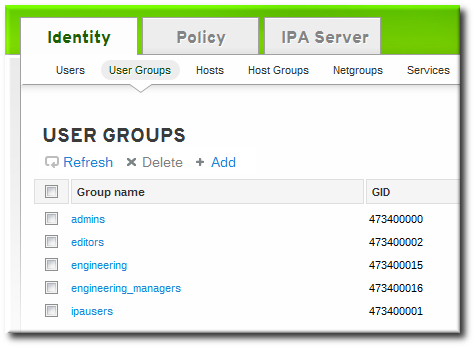 Identity Policy IPA Server
Users User Groups Hosts Host Groups Netgroups Services
USER GROUPS
Refresh Delete Add
Group name GID
admins 473400000
editors 473400002
engineering 473400015
engineering_managers 473400016
ipausers 473400001